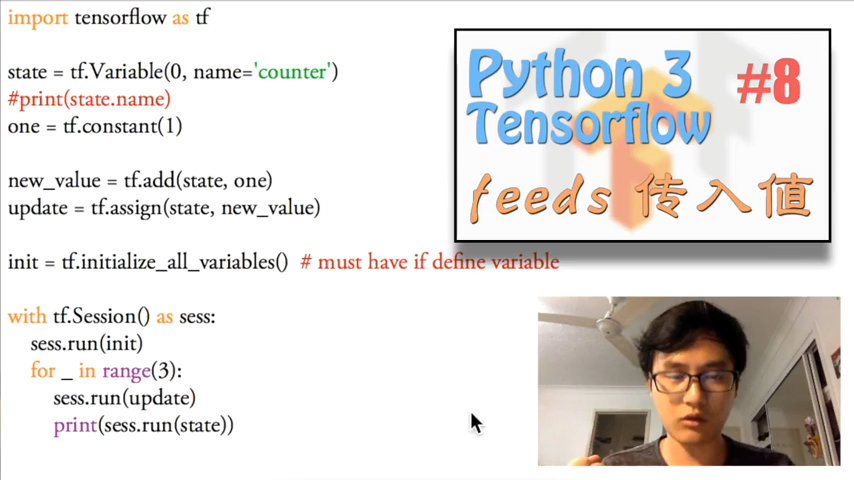 import tensorflow as tf
state = tf.Variable(0, name='counter')
#print(state.name)
one = tf.constant(1)
new_value = tf.add(state, one)
update = tf.assign(state, new_value)
init = tf.initialize_all_variables()  # must have if define variable
with tf.Session() as sess:
    sess.run(init)
    for _ in range(3):
        sess.run(update)
        print(sess.run(state))
Python 3 #8
Tensorflow
feeds 传入値